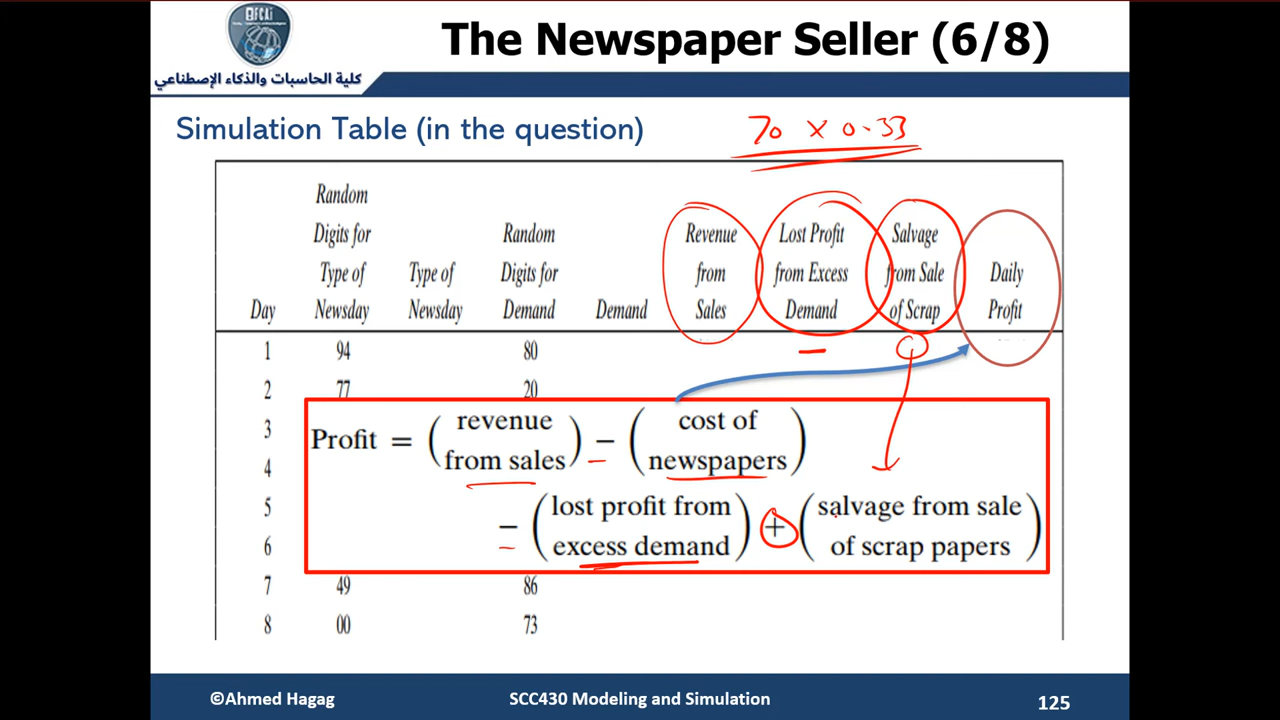 The Newspaper Seller (6/8)
FCAi
كلية الحاسبات والذكاء الإصطناعي
Simulation Table (in the question)
70 x 0.33
Random
Digits for Random Revenue Lost Profit Salvage
Type of Type of Digits for from from Excess from Sale Daily
Day Newsday Newsday Demand Demand Sales Demand of Scrap Profit
1 94 80
2 77 20
3
4
5
6
7 49 86
8 00 73
Profit = (revenue from sales) − (cost of newspapers)
− (lost profit from excess demand) + (salvage from sale of scrap papers)
©Ahmed Hagag SCC430 Modeling and Simulation 125